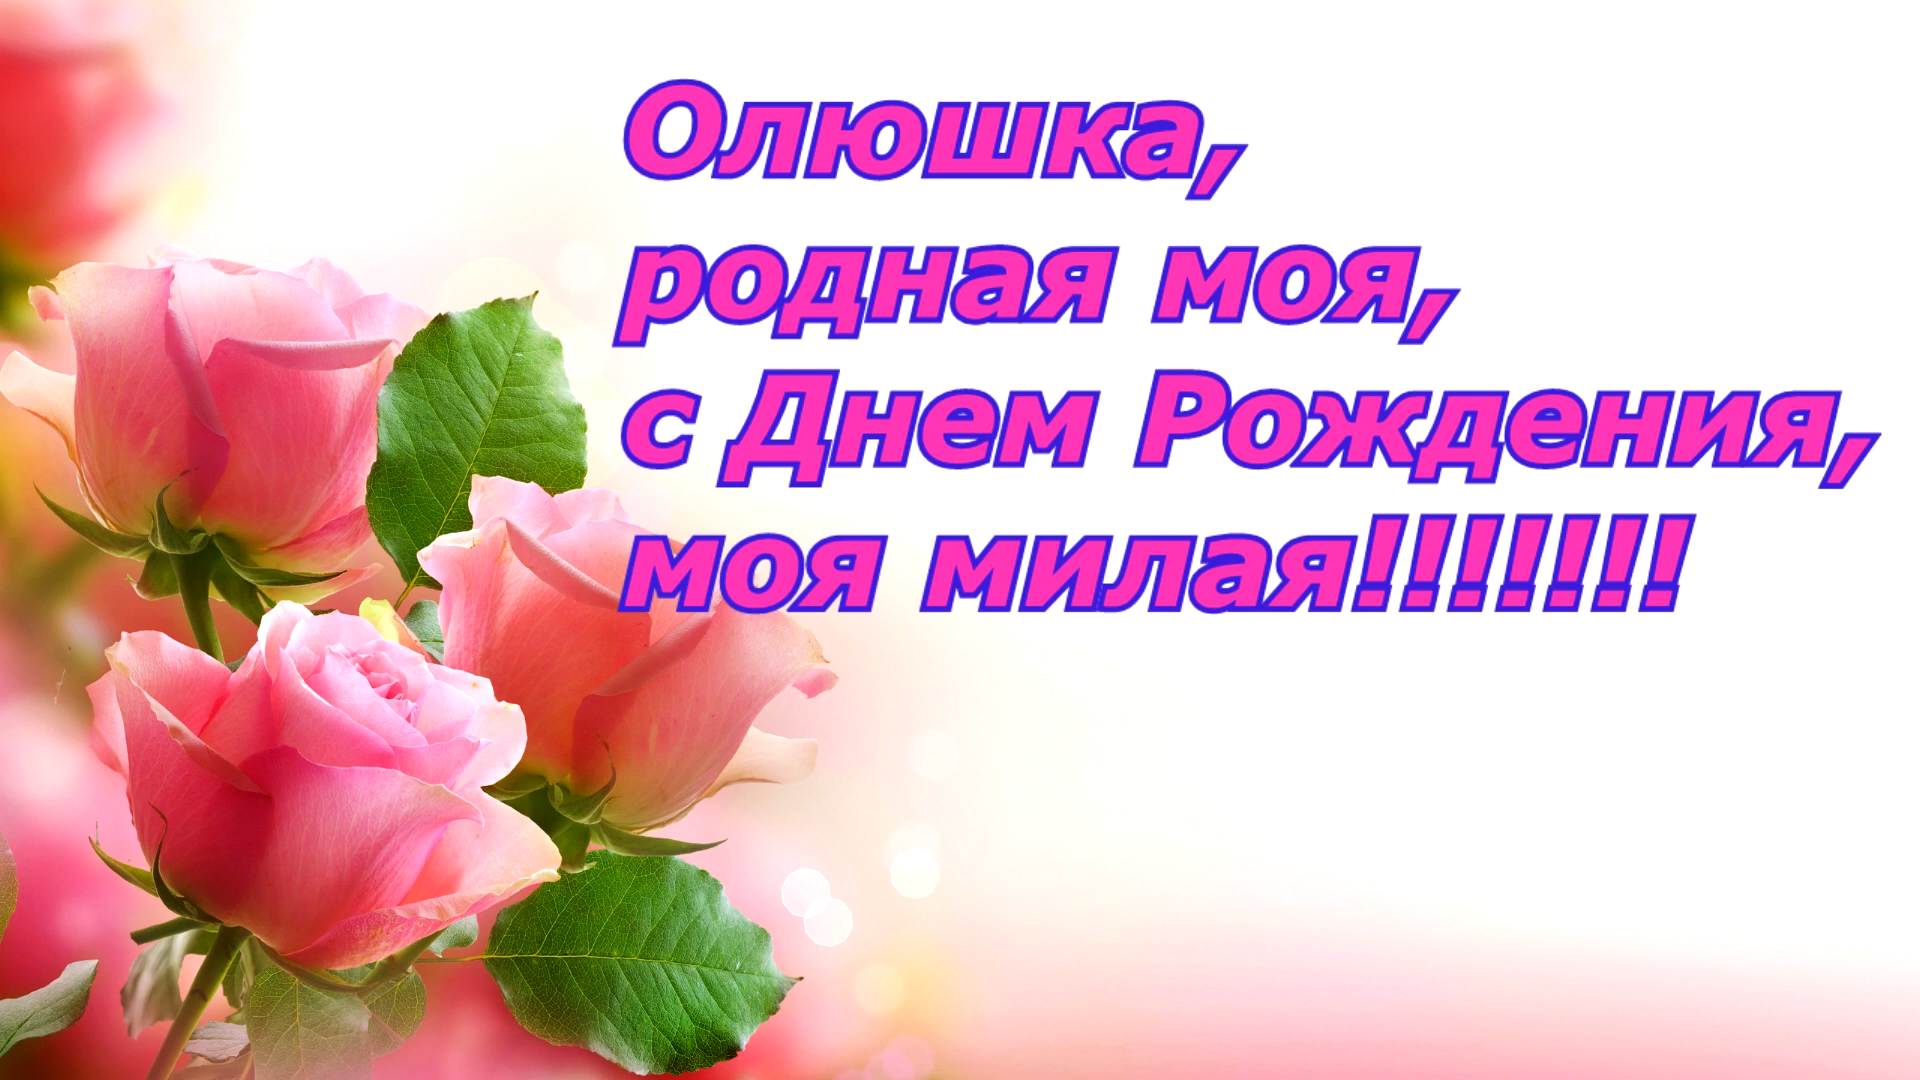 Олюшка,
родная моя,
с Днем Рождения,
моя милая!!!!!!!